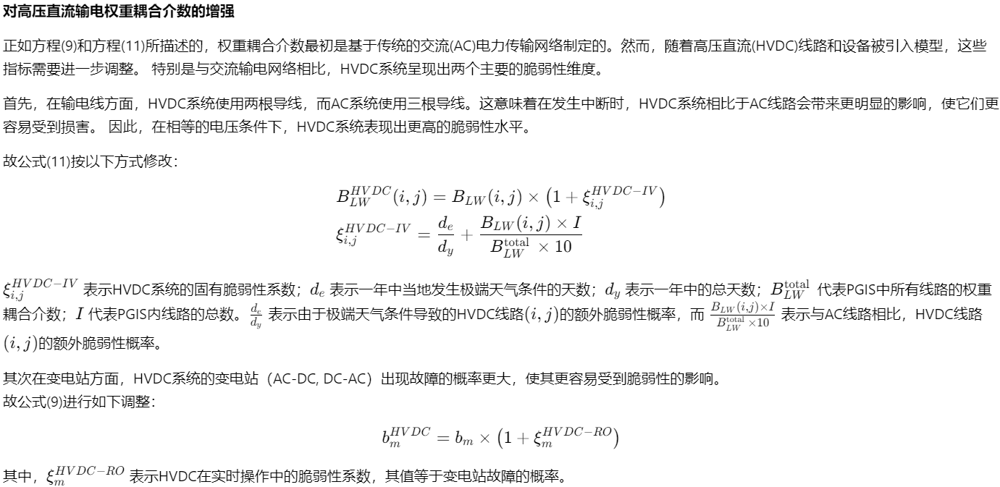 对高压直流输电权重耦合介数的增强
正如方程(9)和方程(11)所描述的，权重耦合介数最初是基于传统的交流(AC)电力传输网络制定的。然而，随着高压直流(HVDC)线路和设备被引入模型，这些
指标需要进一步调整。 特别是与交流输电网络相比，HVDC系统呈现出两个主要的脆弱性维度。
首先，在输电线方面，HVDC系统使用两根导线，而AC系统使用三根导线。这意味着在发生中断时，HVDC系统相比于AC线路会带来更明显的影响，使它们更
容易受到损害。 因此，在相等的电压条件下，HVDC系统表现出更高的脆弱性水平。
故公式(11)按以下方式修改：
$B_{LW}^{HVDC}(i,j) = B_{LW}(i,j) \times \left(1 + \xi_{i,j}^{HVDC-IV}\right)$
$\xi_{i,j}^{HVDC-IV} = \frac{d_e}{d_y} + \frac{B_{LW}(i,j) \times I}{B_{LW}^{\text{total}} \times 10}$
$\xi_{i,j}^{HVDC-IV}$ 表示HVDC系统的固有脆弱性系数；$d_e$ 表示一年中当地发生极端天气条件的天数；$d_y$ 表示一年中的总天数；$B_{LW}^{\text{total}}$ 代表PGIS中所有线路的权重
耦合介数；$I$ 代表PGIS内线路的总数。$\frac{d_e}{d_y}$ 表示由于极端天气条件导致的HVDC线路$(i,j)$的额外脆弱性概率，而 $\frac{B_{LW}(i,j) \times I}{B_{LW}^{\text{total}} \times 10}$ 表示与AC线路相比，HVDC线路
$(i,j)$的额外脆弱性概率。
其次在变电站方面，HVDC系统的变电站（AC-DC, DC-AC）出现故障的概率更大，使其更容易受到脆弱性的影响。
故公式(9)进行如下调整：
$b_m^{HVDC} = b_m \times \left(1 + \xi_m^{HVDC-RO}\right)$
其中，$\xi_m^{HVDC-RO}$ 表示HVDC在实时操作中的脆弱性系数，其值等于变电站故障的概率。